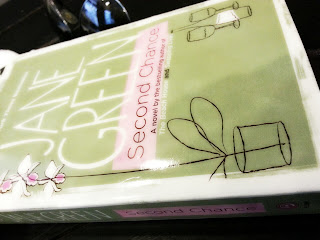 JANE
GREEN
Second Chance
A novel by the bestselling author of
Second Chance